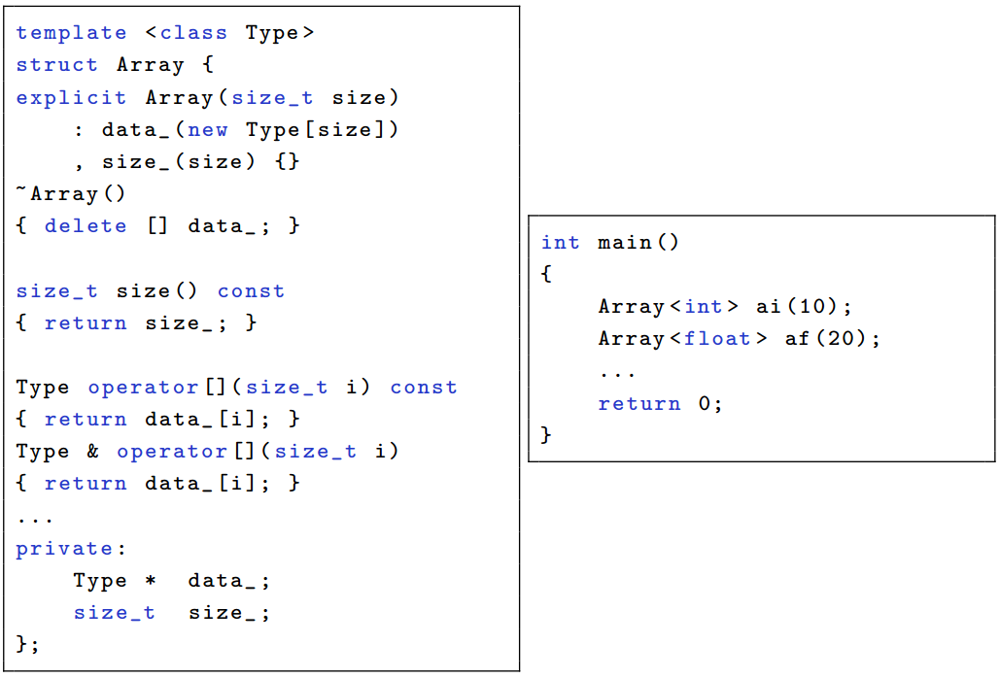 template <class Type>
struct Array {
explicit Array(size_t size)
    : data_(new Type[size])
    , size_(size) {}
~Array()
{ delete [] data_; }

size_t size() const
{ return size_; }

Type operator[](size_t i) const
{ return data_[i]; }
Type & operator[](size_t i)
{ return data_[i]; }
...
private:
    Type *  data_;
    size_t  size_;
};
int main()
{
    Array<int> ai(10);
    Array<float> af(20);
    ...
    return 0;
}